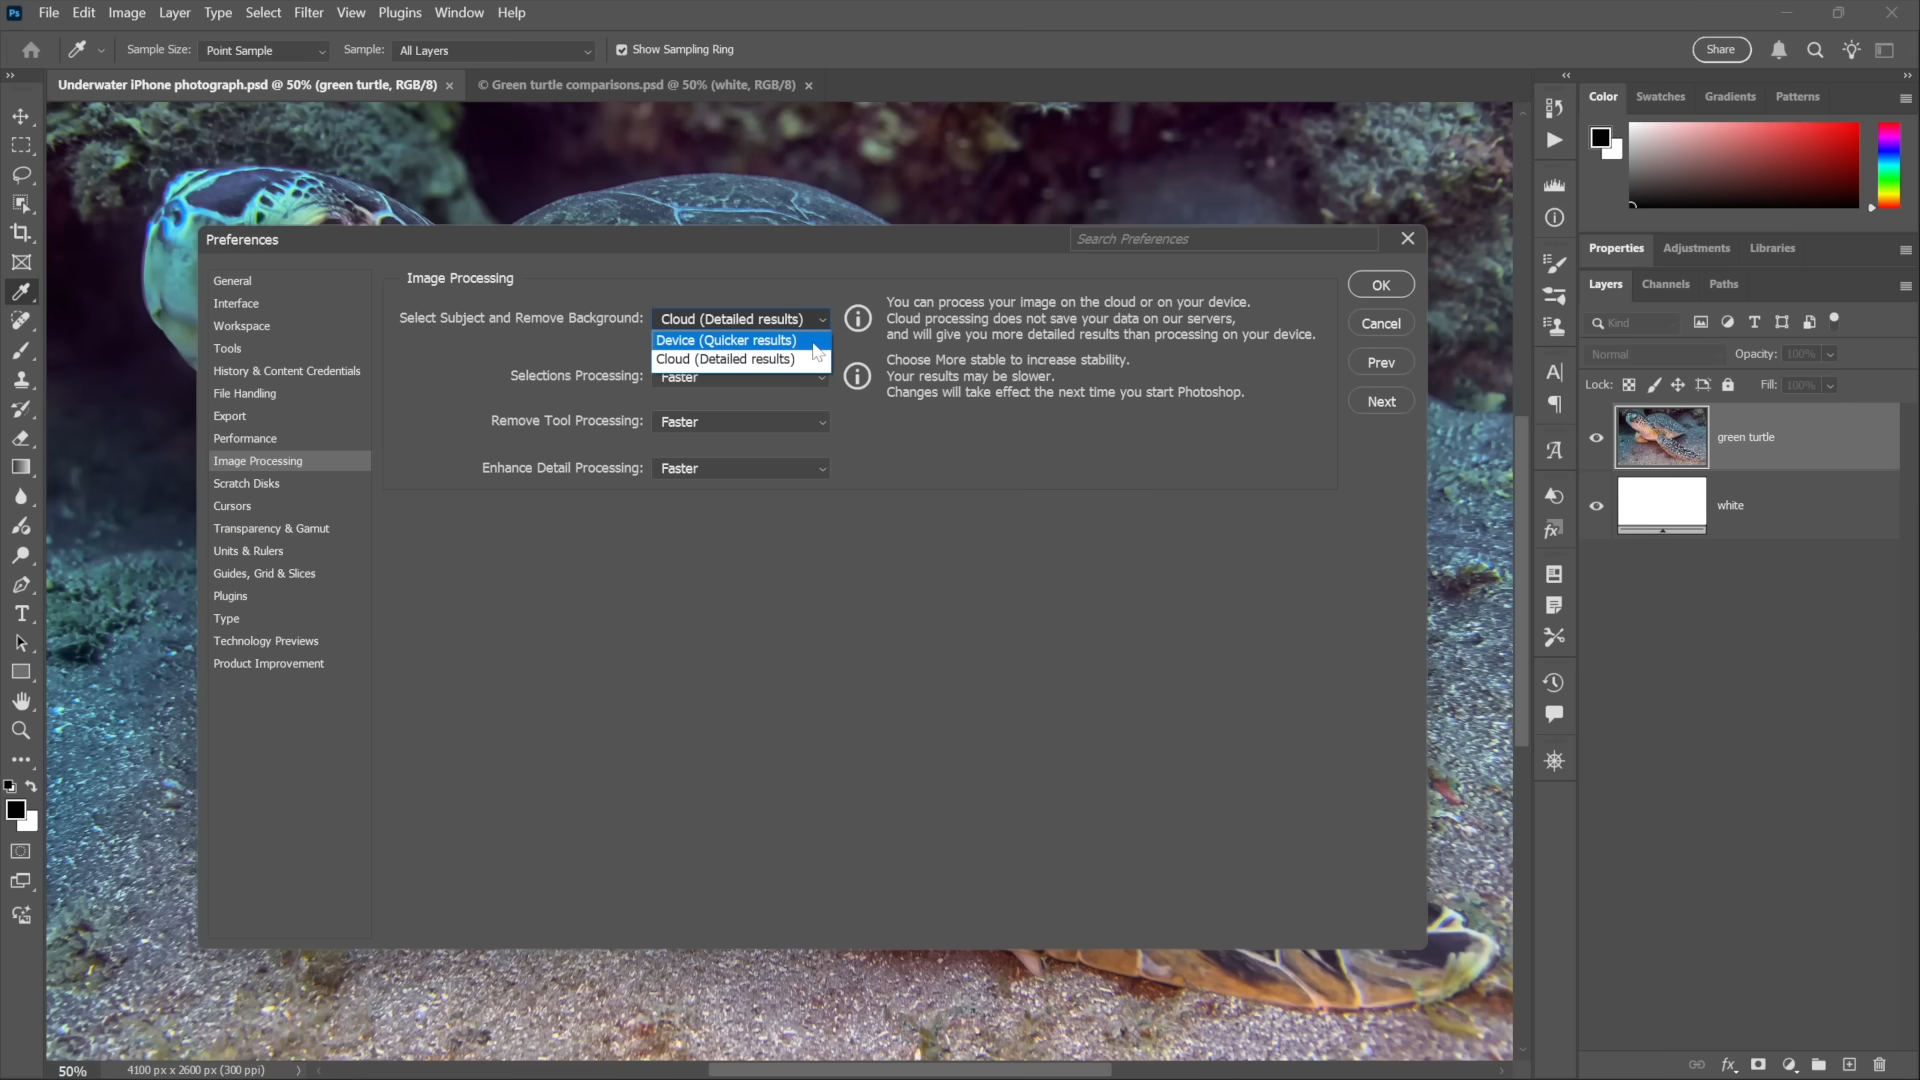 Ps File Edit Image Layer Type Select Filter View Plugins Window Help
Sample Size: Point Sample Sample: All Layers Show Sampling Ring Share
Underwater iPhone photograph.psd @ 50% (green turtle, RGB/8) × © Green turtle comparisons.psd @ 50% (white, RGB/8) ×
Color Swatches Gradients Patterns
Preferences
Search Preferences
General
Interface
Workspace
Tools
History & Content Credentials
File Handling
Export
Performance
Image Processing
Scratch Disks
Cursors
Transparency & Gamut
Units & Rulers
Guides, Grid & Slices
Plugins
Type
Technology Previews
Product Improvement
Image Processing
Select Subject and Remove Background: Cloud (Detailed results)
Device (Quicker results)
Cloud (Detailed results)
You can process your image on the cloud or on your device.
Cloud processing does not save your data on our servers,
and will give you more detailed results than processing on your device.
Selections Processing: Faster
Choose More stable to increase stability.
Your results may be slower.
Changes will take effect the next time you start Photoshop.
Remove Tool Processing: Faster
Enhance Detail Processing: Faster
OK
Cancel
Prev
Next
Properties Adjustments Libraries
Layers Channels Paths
Kind
Normal Opacity: 100%
Lock: Fill: 100%
green turtle
white
50% 4100 px x 2600 px (300 ppi)